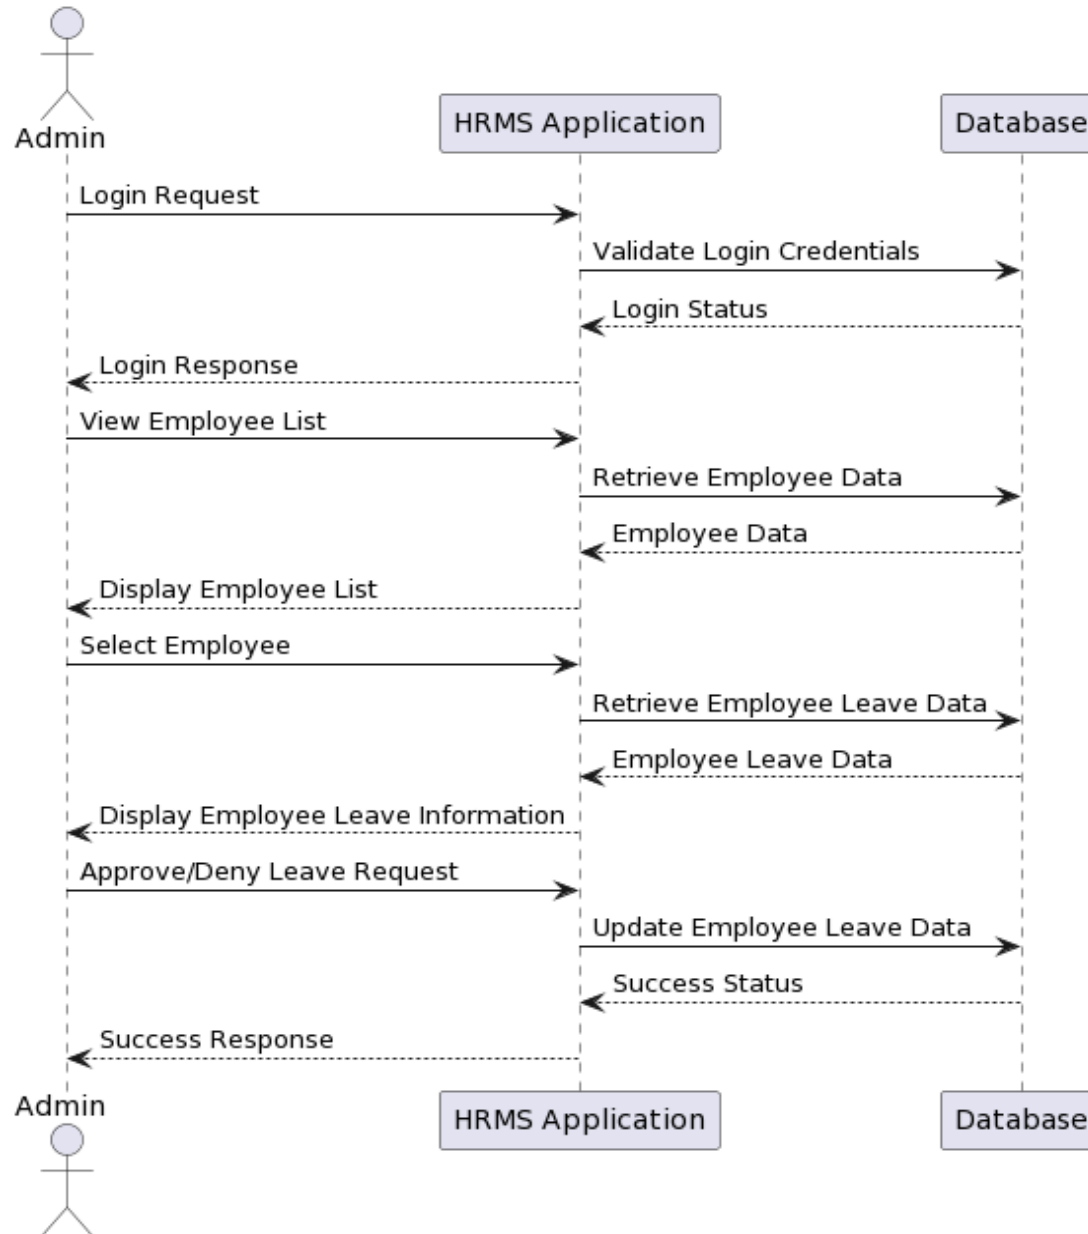 Admin
HRMS Application
Database
Login Request
Validate Login Credentials
Login Status
Login Response
View Employee List
Retrieve Employee Data
Employee Data
Display Employee List
Select Employee
Retrieve Employee Leave Data
Employee Leave Data
Display Employee Leave Information
Approve/Deny Leave Request
Update Employee Leave Data
Success Status
Success Response
Admin
HRMS Application
Database